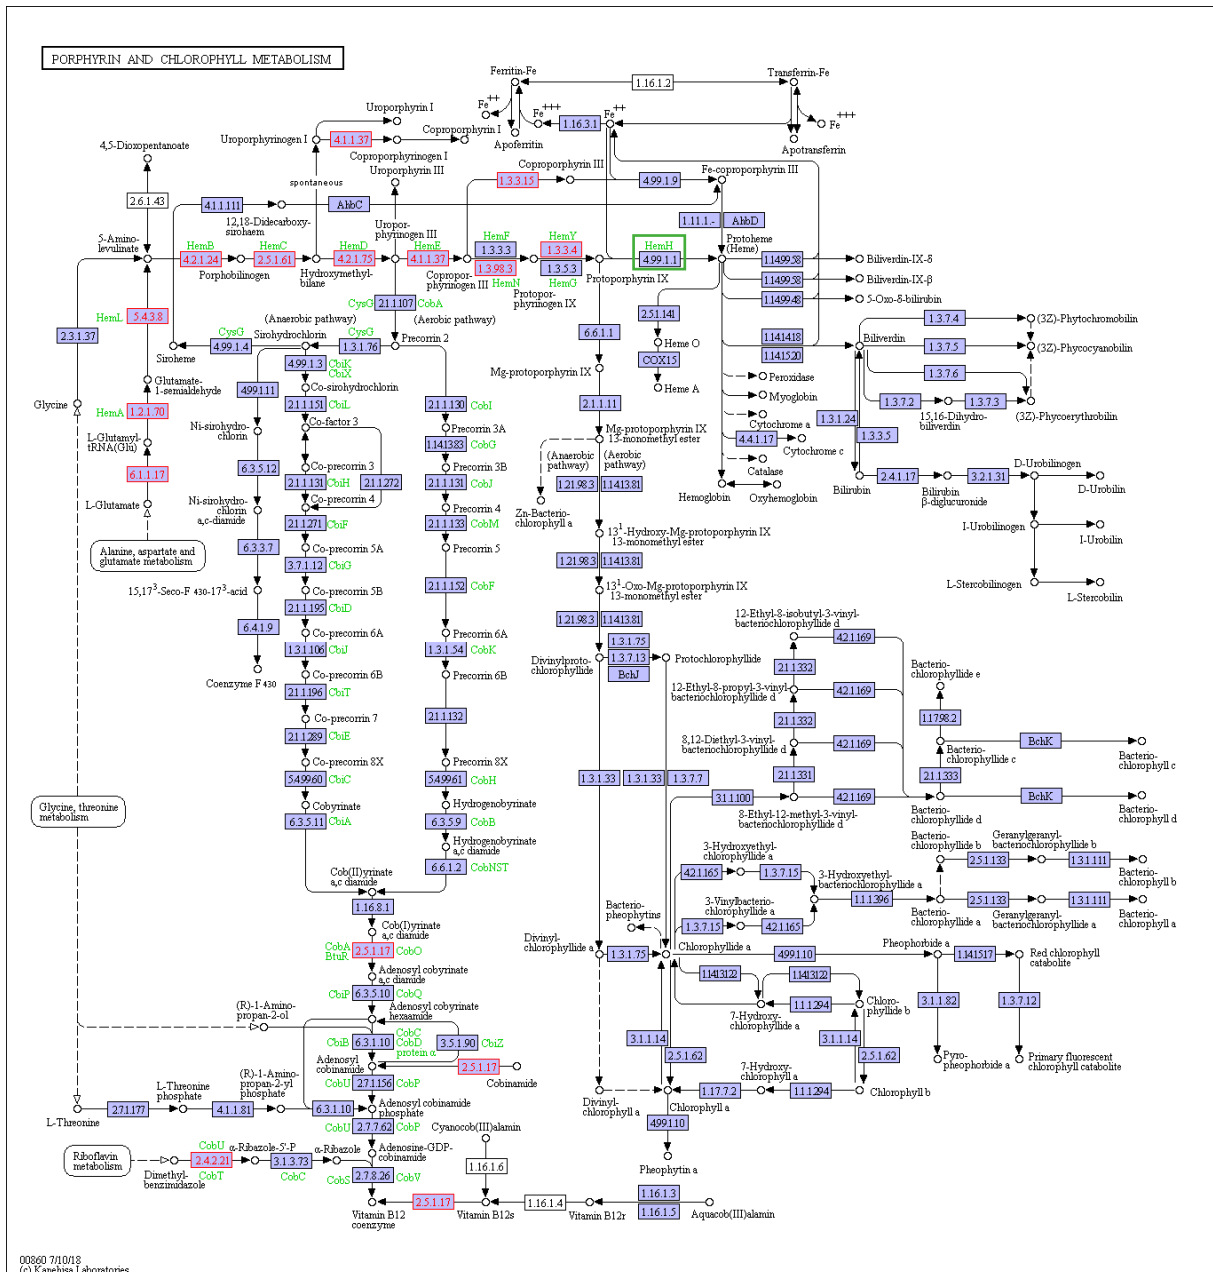 PORPHYRIN AND CHLOROPHYLL METABOLISM
Ferritin-Fe
1.16.1.2
Transferrin-Fe
Fe++
Fe+++
1.16.3.1
Fe++
Fe+++
Apoferritin
Apotransferrin
Uroporphyrin I
Uroporphyrinogen I
4.1.1.37
Coproporphyrin I
Coproporphyrinogen I
Uroporphyrin III
4,5-Dioxopentanoate
2.6.1.43
spontaneous
Coproporphyrin III
1.3.3.15
4.99.1.9
Fe-coproporphyrin III
4.1.1.111
AhbC
12,18-Didecarboxy-
sirohaem
1.11.1.-
AhbD
5-Amino-
levulinate
HemB
4.2.1.24
Porphobilinogen
HemC
2.5.1.61
Hydroxymethyl-
bilane
HemD
4.2.1.75
Uropor-
phyrinogen III
HemE
4.1.1.37
Copropor-
phyrinogen III
HemF
1.3.3.3
1.3.98.3
HemN
Protopor-
phyrinogen IX
HemY
1.3.3.4
1.3.5.3
HemG
Protoporphyrin IX
HemH
4.99.1.1
Protoheme
(Heme)
1.14.99.58
Biliverdin-IX-δ
1.14.99.58
Biliverdin-IX-β
1.14.99.48
5-Oxo-δ-bilirubin
CysG
2.1.1.107
CobA
HemL
5.4.3.8
2.3.1.37
Siroheme
CysG
4.99.1.4
(Anaerobic pathway)
Sirohydrochlorin
CysG
1.3.1.76
(Aerobic pathway)
Precorrin 2
6.6.1.1
2.5.1.141
Heme O
COX15
Heme A
1.14.14.18
1.14.15.20
Biliverdin
1.3.7.4
(3Z)-Phytochromobilin
1.3.7.5
(3Z)-Phycocyanobilin
1.3.7.6
1.3.7.2
15,16-Dihydro-
biliverdin
1.3.7.3
(3Z)-Phycoerythrobilin
Glutamate-
1-semialdehyde
Glycine
HemA
1.2.1.70
L-Glutamyl-
tRNA(Glu)
6.1.1.17
L-Glutamate
Alanine, aspartate and
glutamate metabolism
4.99.1.11
Ni-sirohydro-
chlorin
6.3.5.12
Ni-sirohydro-
chlorin
a,c-diamide
6.3.3.7
15,17³-Seco-F 430-17³-acid
6.4.1.9
Coenzyme F 430
4.99.1.3
CbiK
CbiX
Co-sirohydrochlorin
2.1.1.151
CbiL
Co-factor 3
Co-precorrin 3
2.1.1.131
CbiH
2.1.1.272
Co-precorrin 4
2.1.1.271
CbiF
Co-precorrin 5A
3.7.1.12
CbiG
Co-precorrin 5B
2.1.1.195
CbiD
Co-precorrin 6A
1.3.1.106
CbiJ
Co-precorrin 6B
2.1.1.196
CbiT
Co-precorrin 7
2.1.1.289
CbiE
Co-precorrin 8X
5.4.99.60
CbiC
Cobyrinate
6.3.5.11
CbiA
2.1.1.130
CobI
Precorrin 3A
1.14.13.83
CobG
Precorrin 3B
2.1.1.131
CobJ
Precorrin 4
2.1.1.133
CobM
Precorrin 5
2.1.1.152
CobF
Precorrin 6A
1.3.1.54
CobK
Precorrin 6B
2.1.1.132
Precorrin 8X
5.4.99.61
CobH
Hydrogenobyrinate
6.3.5.9
CobB
Hydrogenobyrinate
a,c diamide
6.6.1.2
CobNST
Mg-protoporphyrin IX
2.1.1.11
Mg-protoporphyrin IX
13-monomethyl ester
(Anaerobic
pathway)
(Aerobic
pathway)
1.21.98.3
1.14.13.81
Zn-Bacterio-
chlorophyll a
13¹-Hydroxy-Mg-protoporphyrin IX
13-monomethyl ester
1.21.98.3
1.14.13.81
13¹-Oxo-Mg-protoporphyrin IX
13-monomethyl ester
1.21.98.3
1.14.13.81
Peroxidase
Myoglobin
Cytochrome a
4.4.1.17
Cytochrome c
Catalase
Hemoglobin
Oxyhemoglobin
1.3.1.24
1.3.3.5
Bilirubin
2.4.1.17
Bilirubin
β-diglucuronide
3.2.1.31
D-Urobilinogen
D-Urobilin
I-Urobilinogen
I-Urobilin
L-Stercobilinogen
L-Stercobilin
Divinylproto-
chlorophyllide
1.3.1.75
1.3.7.13
BchJ
Protochlorophyllide
12-Ethyl-8-isobutyl-3-vinyl-
bacteriochlorophyllide d
4.2.1.169
2.1.1.332
12-Ethyl-8-propyl-3-vinyl-
bacteriochlorophyllide d
4.2.1.169
2.1.1.332
8,12-Diethyl-3-vinyl-
bacteriochlorophyllide d
4.2.1.169
2.1.1.331
3.1.1.100
4.2.1.169
8-Ethyl-12-methyl-3-vinyl-
bacteriochlorophyllide d
Bacterio-
chlorophyllide e
1.17.98.2
Bacterio-
chlorophyllide c
BchK
Bacterio-
chlorophyll c
2.1.1.333
Bacterio-
chlorophyllide d
BchK
Bacterio-
chlorophyll d
1.3.1.33
1.3.1.33
1.3.7.7
Glycine, threonine
metabolism
3-Hydroxyethyl-
chlorophyllide a
4.2.1.165
1.3.7.15
3-Hydroxyethyl-
bacteriochlorophyllide a
3-Vinylbacterio-
chlorophyllide a
1.3.7.15
4.2.1.165
1.1.1.396
Bacterio-
chlorophyllide b
2.5.1.133
Geranylgeranyl-
bacteriochlorophyllide b
1.3.1.111
Bacterio-
chlorophyll b
Bacterio-
chlorophyllide a
2.5.1.133
Geranylgeranyl-
bacteriochlorophyllide a
1.3.1.111
Bacterio-
chlorophyll a
Bacterio-
pheophytins
Divinyl-
chlorophyllide a
1.3.1.75
Chlorophyllide a
4.99.1.10
Pheophorbide a
1.14.15.17
Red chlorophyll
catabolite
3.1.1.82
1.3.7.12
Pyro-
pheophorbide a
Primary fluorescent
chlorophyll catabolite
1.14.13.122
1.14.13.122
7-Hydroxy-
chlorophyllide a
1.1.1.294
Chloro-
phyllide b
3.1.1.14
2.5.1.62
3.1.1.14
2.5.1.62
Divinyl-
chlorophyll a
Chlorophyll a
1.17.7.2
7-Hydroxy-
chlorophyll a
1.1.1.294
Chlorophyll b
4.99.1.10
Pheophytin a
Cob(II)yrinate
a,c diamide
1.16.8.1
Cob(I)yrinate
a,c diamide
CobA
BtuR
2.5.1.17
CobO
Adenosyl cobyrinate
a,c diamide
CbiP
6.3.5.10
CobQ
Adenosyl cobyrinate
hexaamide
(R)-1-Amino-
propan-2-ol
CbiB
6.3.1.10
CobC
CobD
protein α
3.5.1.90
CbiZ
Adenosyl
cobinamide
2.5.1.17
Cobinamide
CobU
2.7.1.156
CobP
L-Threonine
2.7.1.177
L-Threonine
phosphate
4.1.1.81
(R)-1-Amino-
propan-2-yl
phosphate
6.3.1.10
Adenosyl cobinamide
phosphate
CobU
2.7.7.62
CobP
Adenosine-GDP-
cobinamide
Riboflavin
metabolism
Dimethyl-
benzimidazole
CobU
2.4.2.21
CobT
α-Ribazole-5'-P
3.1.3.73
CobC
α-Ribazole
CobS
2.7.8.26
CobV
Cyanocob(III)alamin
1.16.1.6
Vitamin B12
coenzyme
2.5.1.17
Vitamin B12s
1.16.1.4
Vitamin B12r
1.16.1.3
1.16.1.5
Aquacob(III)alamin
00860 7/10/18
(c) Kanehisa Laboratories